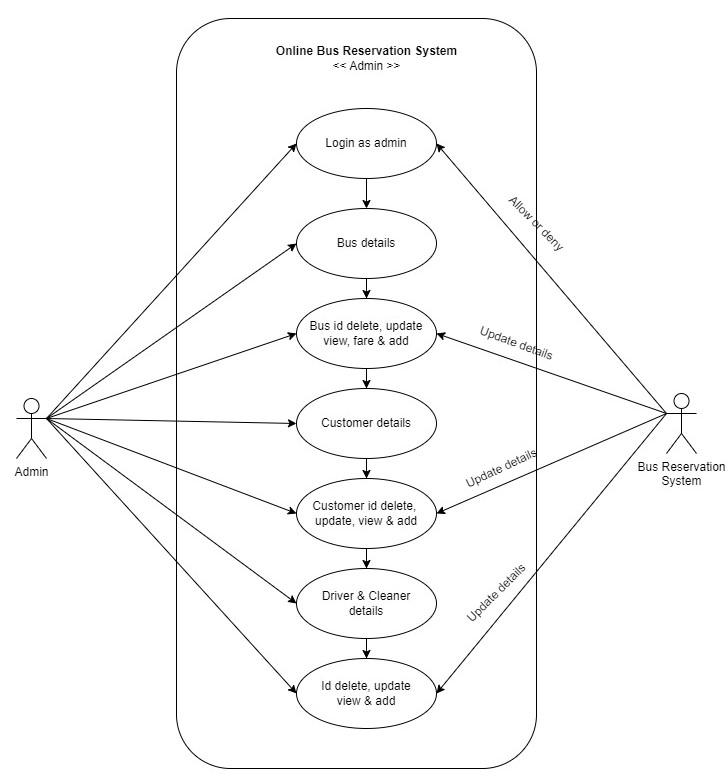 Online Bus Reservation System
<< Admin >>
Login as admin
Allow or deny
Bus details
Bus id delete, update
view, fare & add
Update details
Customer details
Admin
Bus Reservation
System
Update details
Customer id delete,
update, view & add
Driver & Cleaner
details
Update details
Id delete, update
view & add